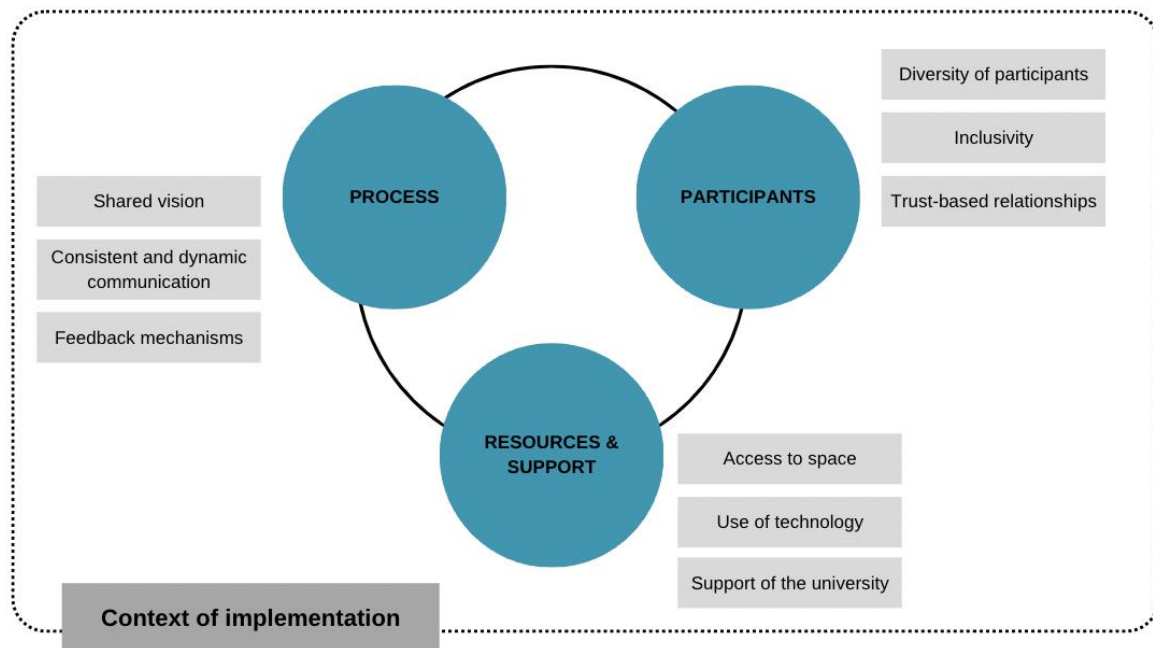 PROCESS
Shared vision
Consistent and dynamic
communication
Feedback mechanisms
PARTICIPANTS
Diversity of participants
Inclusivity
Trust-based relationships
RESOURCES &
SUPPORT
Access to space
Use of technology
Support of the university
Context of implementation